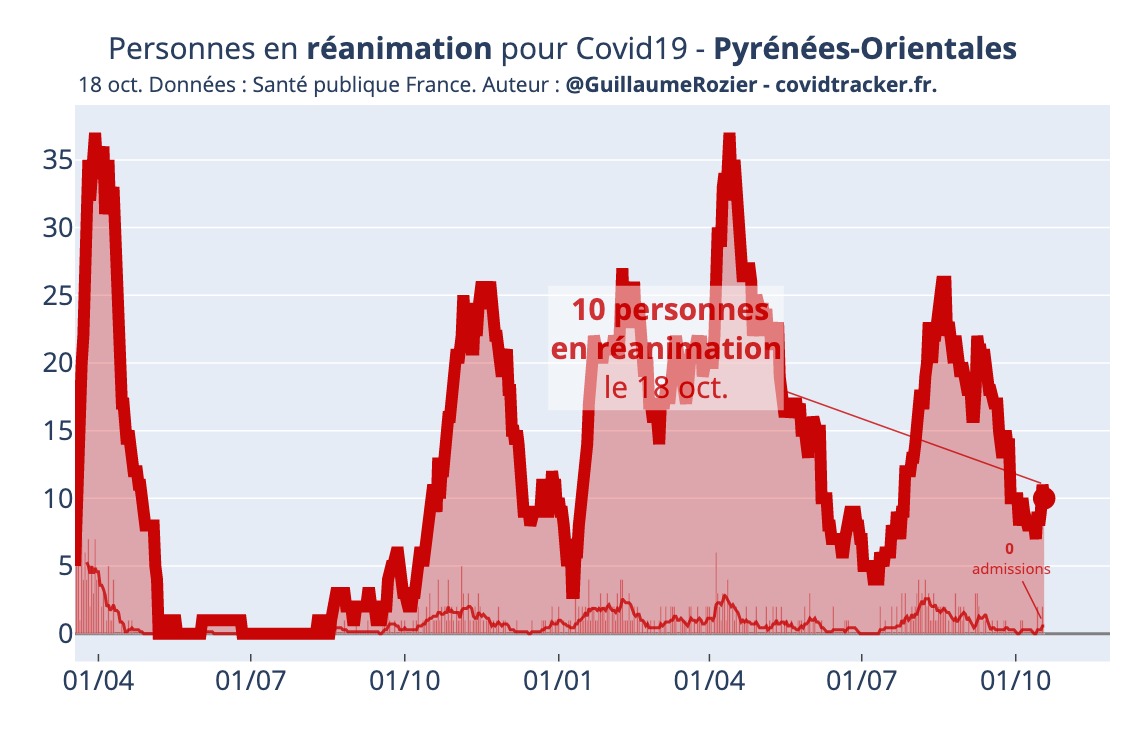 Personnes en réanimation pour Covid19 - Pyrénées-Orientales
18 oct. Données : Santé publique France. Auteur : @GuillaumeRozier - covidtracker.fr.
35
30
25
20
15
10
5
0
10 personnes
en réanimation
le 18 oct.
0
admissions
01/04
01/07
01/10
01/01
01/04
01/07
01/10